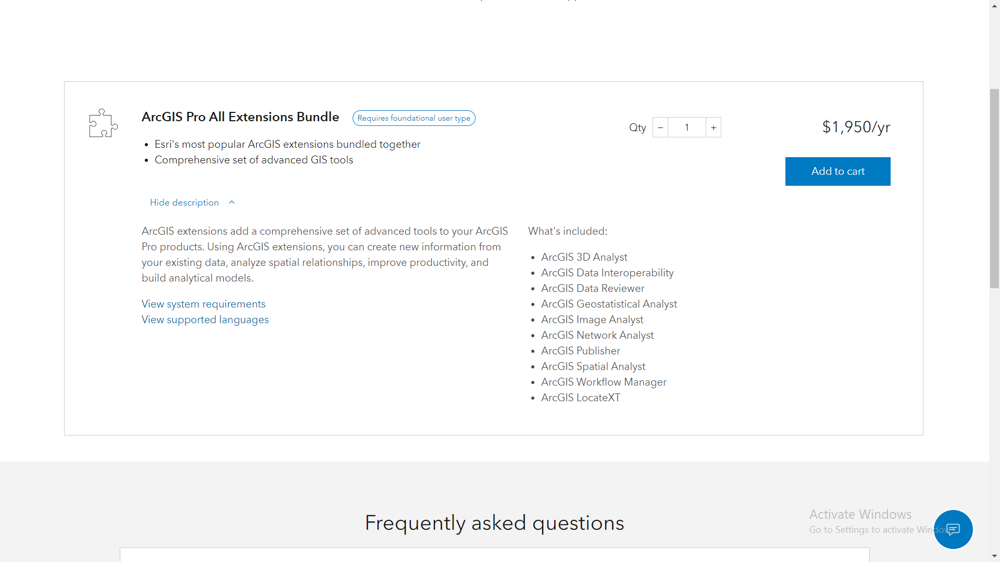 ArcGIS Pro All Extensions Bundle
Requires foundational user type
• Esri's most popular ArcGIS extensions bundled together
• Comprehensive set of advanced GIS tools
Qty − 1 +
$1,950/yr
Add to cart
Hide description
ArcGIS extensions add a comprehensive set of advanced tools to your ArcGIS
Pro products. Using ArcGIS extensions, you can create new information from
your existing data, analyze spatial relationships, improve productivity, and
build analytical models.
View system requirements
View supported languages
What's included:
• ArcGIS 3D Analyst
• ArcGIS Data Interoperability
• ArcGIS Data Reviewer
• ArcGIS Geostatistical Analyst
• ArcGIS Image Analyst
• ArcGIS Network Analyst
• ArcGIS Publisher
• ArcGIS Spatial Analyst
• ArcGIS Workflow Manager
• ArcGIS LocateXT
Frequently asked questions
Activate Windows
Go to Settings to activate Windows.